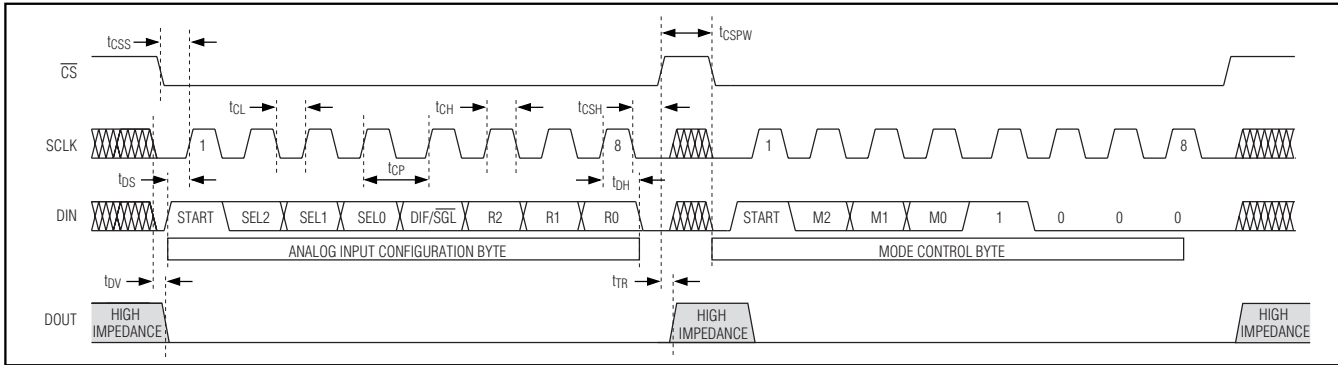 tCSS
tCSPW
CS
tCL
tCH
tCSH
SCLK
1
8
1
8
tCP
tDS
tDH
DIN
START SEL2 SEL1 SEL0 DIF/SGL R2 R1 R0
START M2 M1 M0 1 0 0 0
ANALOG INPUT CONFIGURATION BYTE
MODE CONTROL BYTE
tDV
tTR
DOUT
HIGH
IMPEDANCE
HIGH
IMPEDANCE
HIGH
IMPEDANCE